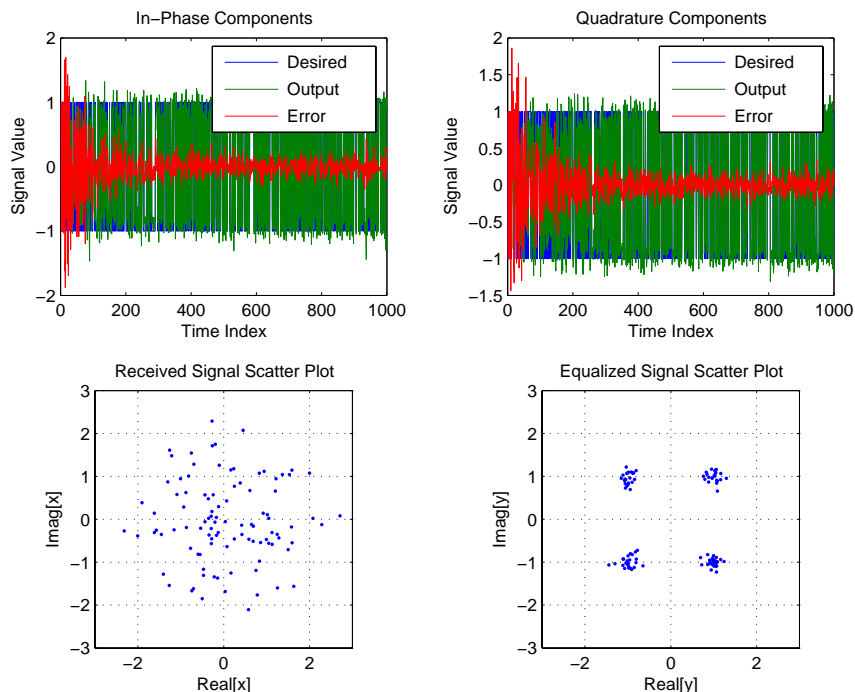 In−Phase Components
2
1
0
−1
−2
0
200
400
600
800
1000
Signal Value
Time Index
Desired
Output
Error
Quadrature Components
2
1.5
1
0.5
0
−0.5
−1
−1.5
0
200
400
600
800
1000
Signal Value
Time Index
Desired
Output
Error
Received Signal Scatter Plot
3
2
1
0
−1
−2
−3
−2
0
2
Imag[x]
Real[x]
Equalized Signal Scatter Plot
3
2
1
0
−1
−2
−3
−2
0
2
Imag[y]
Real[y]